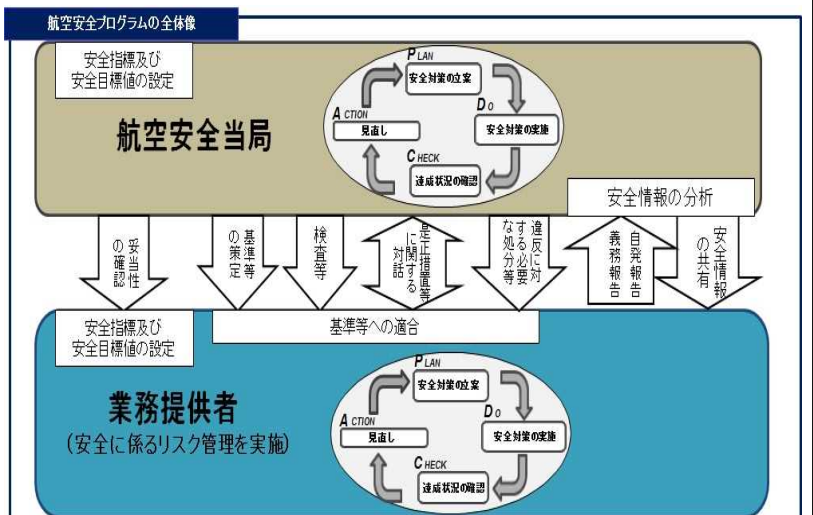 航空安全プログラムの全体像
安全指標及び
安全目標値の設定
航空安全当局
PLAN
安全対策の立案
DO
安全対策の実施
CHECK
達成状況の確認
ACTION
見直し
安全情報の分析
妥当性
の確認
基準等
の策定
検査等
是正措置等
に関する
対話
違反に対
する必要
な処分等
自発報告
義務報告
安全情報
の共有
安全指標及び
安全目標値の設定
基準等への適合
業務提供者
(安全に係るリスク管理を実施)
PLAN
安全対策の立案
DO
安全対策の実施
CHECK
達成状況の確認
ACTION
見直し